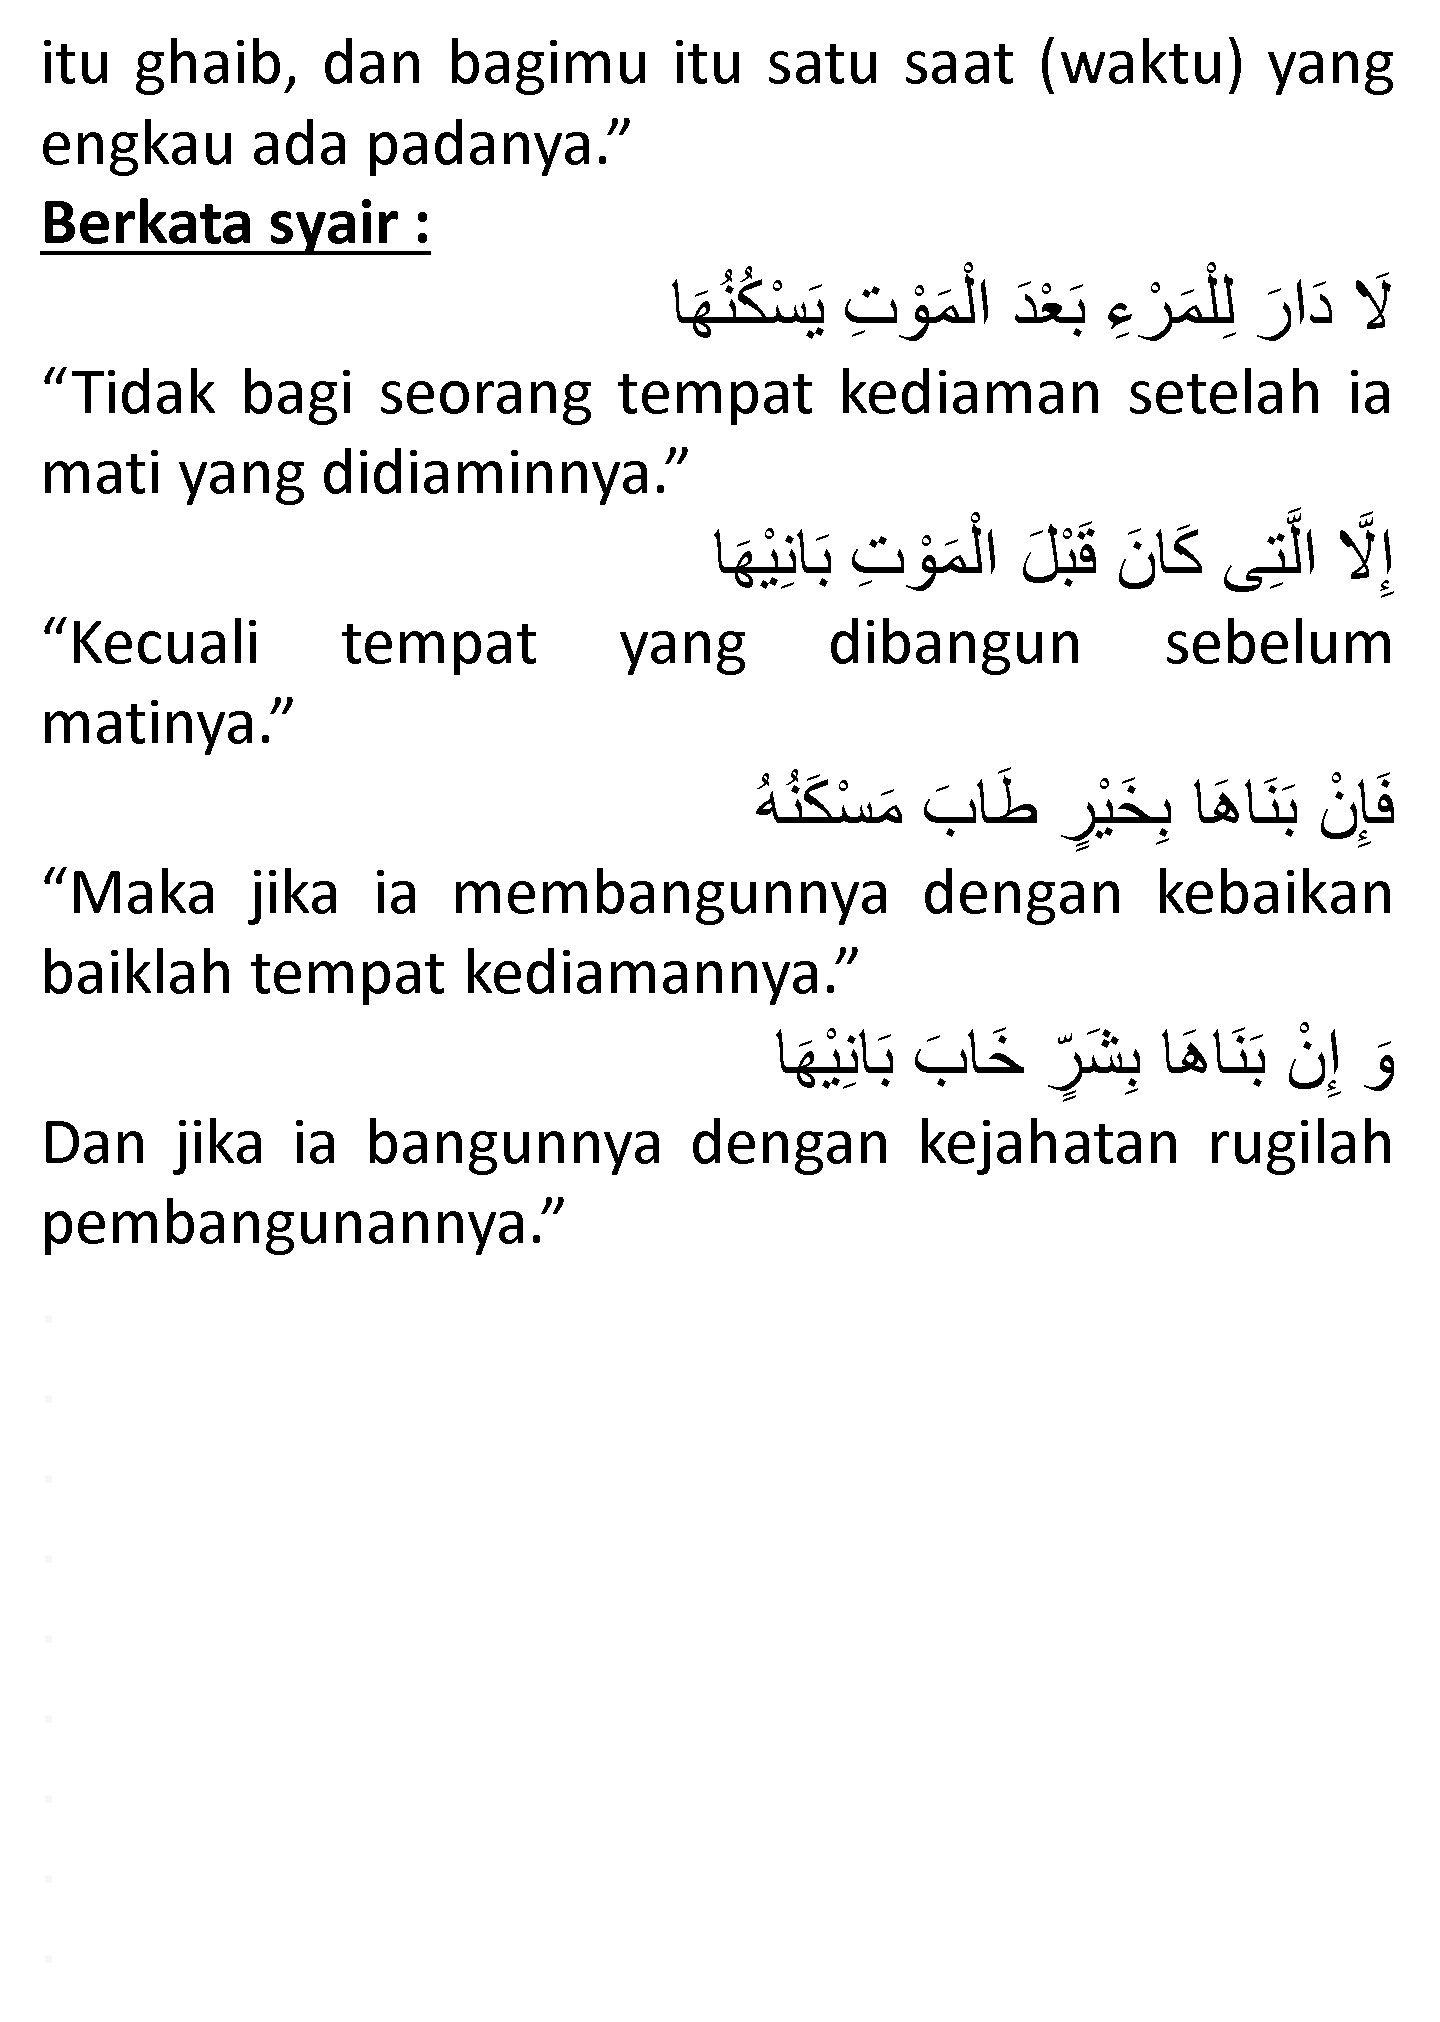 itu ghaib, dan bagimu itu satu saat (waktu) yang
engkau ada padanya.”
Berkata syair :
لَا دَارَ لِلْمَرْءِ بَعْدَ الْمَوْتِ يَسْكُنُهَا
“Tidak bagi seorang tempat kediaman setelah ia
mati yang didiaminnya.”
إِلَّا الَّتِى كَانَ قَبْلَ الْمَوْتِ بَانِيْهَا
“Kecuali tempat yang dibangun sebelum
matinya.”
فَإِنْ بَنَاهَا بِخَيْرٍ طَابَ مَسْكَنُهُ
“Maka jika ia membangunnya dengan kebaikan
baiklah tempat kediamannya.”
وَ إِنْ بَنَاهَا بِشَرٍّ خَابَ بَانِيْهَا
Dan jika ia bangunnya dengan kejahatan rugilah
pembangunannya.”